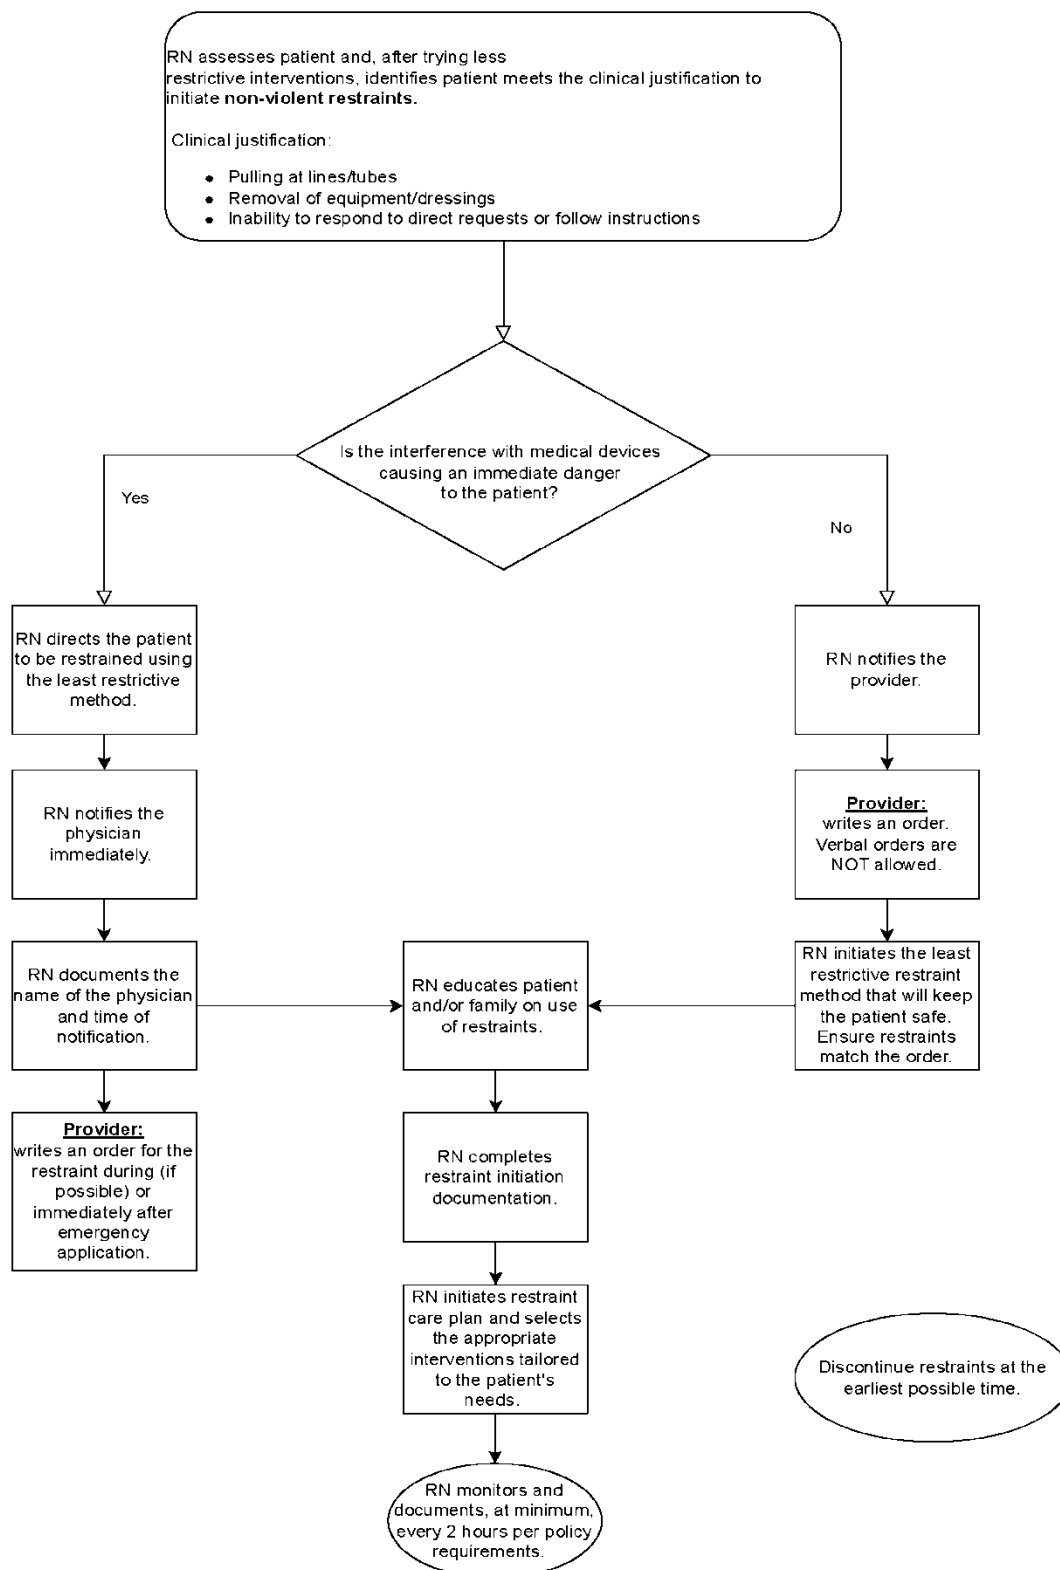 RN assesses patient and, after trying less
restrictive interventions, identifies patient meets the clinical justification to
initiate non-violent restraints.
Clinical justification:
Pulling at lines/tubes
Removal of equipment/dressings
Inability to respond to direct requests or follow instructions
Is the interference with medical devices
causing an immediate danger
to the patient?
Yes
No
RN directs the patient
to be restrained using
the least restrictive
method.
RN notifies the
provider.
RN notifies the
physician
immediately.
Provider:
writes an order.
Verbal orders are
NOT allowed.
RN documents the
name of the physician
and time of
notification.
RN educates patient
and/or family on use
of restraints.
RN initiates the least
restrictive restraint
method that will keep
the patient safe.
Ensure restraints
match the order.
Provider:
writes an order for the
restraint during (if
possible) or
immediately after
emergency
application.
RN completes
restraint initiation
documentation.
RN initiates restraint
care plan and selects
the appropriate
interventions tailored
to the patient's
needs.
Discontinue restraints at the
earliest possible time.
RN monitors and
documents, at minimum,
every 2 hours per policy
requirements.